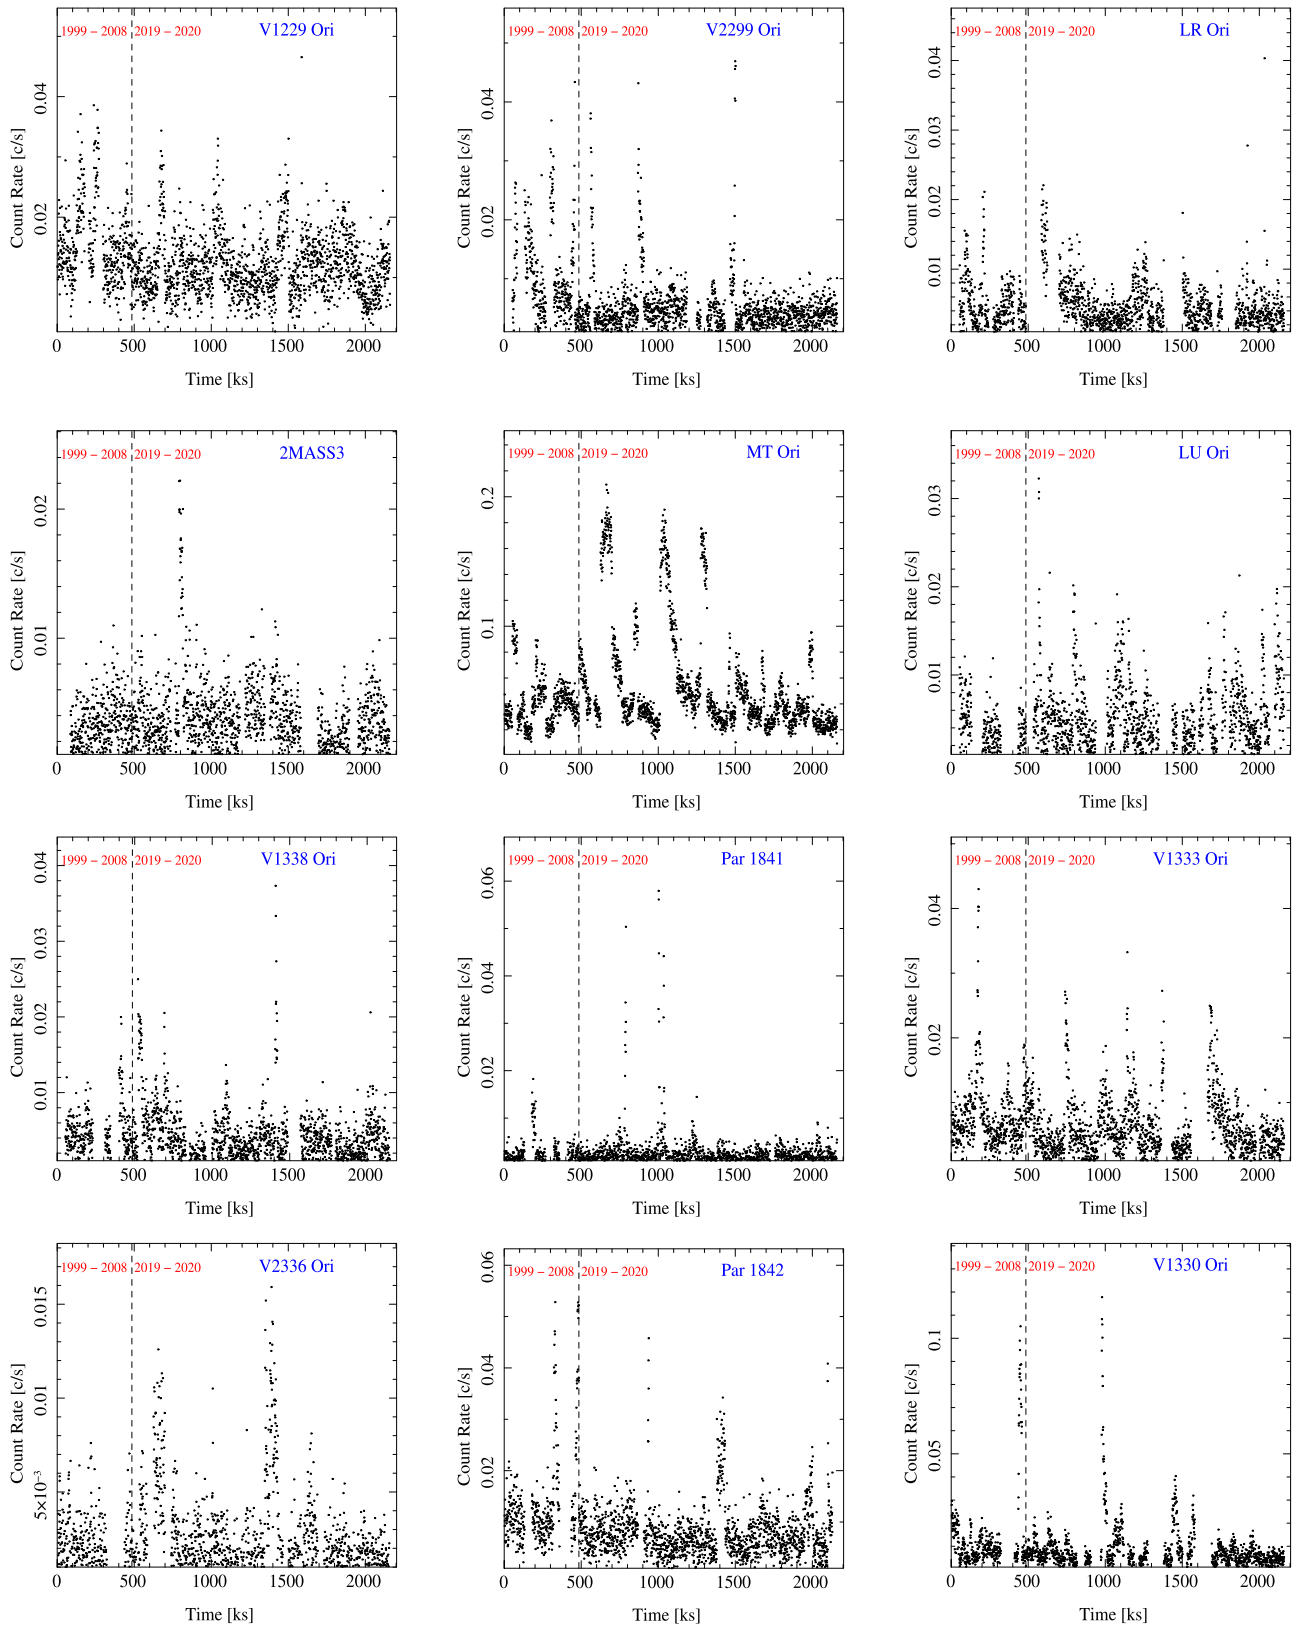 1999 – 2008 2019 – 2020 V1229 Ori
Count Rate [c/s]
0.02 0.04
0 500 1000 1500 2000
Time [ks]
1999 – 2008 2019 – 2020 V2299 Ori
Count Rate [c/s]
0.02 0.04
0 500 1000 1500 2000
Time [ks]
1999 – 2008 2019 – 2020 LR Ori
Count Rate [c/s]
0.01 0.02 0.03 0.04
0 500 1000 1500 2000
Time [ks]
1999 – 2008 2019 – 2020 2MASS3
Count Rate [c/s]
0.01 0.02
0 500 1000 1500 2000
Time [ks]
1999 – 2008 2019 – 2020 MT Ori
Count Rate [c/s]
0.1 0.2
0 500 1000 1500 2000
Time [ks]
1999 – 2008 2019 – 2020 LU Ori
Count Rate [c/s]
0.01 0.02 0.03
0 500 1000 1500 2000
Time [ks]
1999 – 2008 2019 – 2020 V1338 Ori
Count Rate [c/s]
0.01 0.02 0.03 0.04
0 500 1000 1500 2000
Time [ks]
1999 – 2008 2019 – 2020 Par 1841
Count Rate [c/s]
0.02 0.04 0.06
0 500 1000 1500 2000
Time [ks]
1999 – 2008 2019 – 2020 V1333 Ori
Count Rate [c/s]
0.02 0.04
0 500 1000 1500 2000
Time [ks]
1999 – 2008 2019 – 2020 V2336 Ori
Count Rate [c/s]
5×10⁻³ 0.01 0.015
0 500 1000 1500 2000
Time [ks]
1999 – 2008 2019 – 2020 Par 1842
Count Rate [c/s]
0.02 0.04 0.06
0 500 1000 1500 2000
Time [ks]
1999 – 2008 2019 – 2020 V1330 Ori
Count Rate [c/s]
0.05 0.1
0 500 1000 1500 2000
Time [ks]